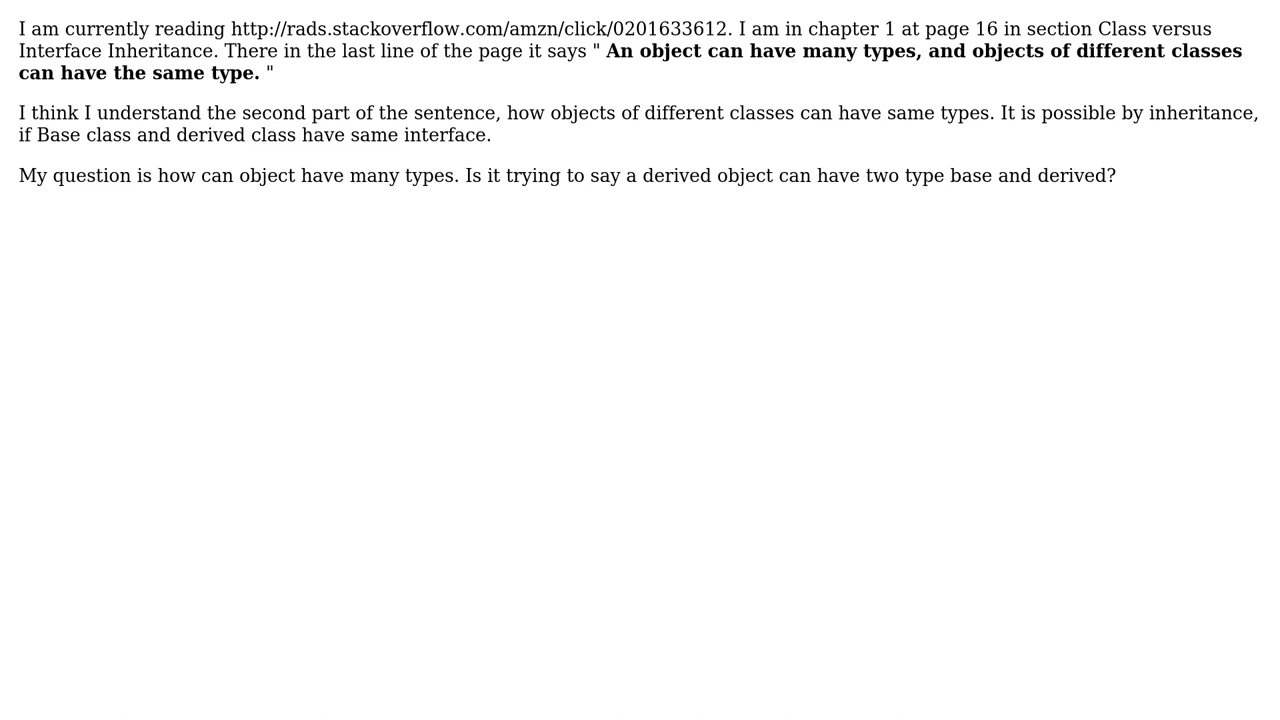 I am currently reading http://rads.stackoverflow.com/amzn/click/0201633612. I am in chapter 1 at page 16 in section Class versus
Interface Inheritance. There in the last line of the page it says " An object can have many types, and objects of different classes
can have the same type. "
I think I understand the second part of the sentence, how objects of different classes can have same types. It is possible by inheritance,
if Base class and derived class have same interface.
My question is how can object have many types. Is it trying to say a derived object can have two type base and derived?